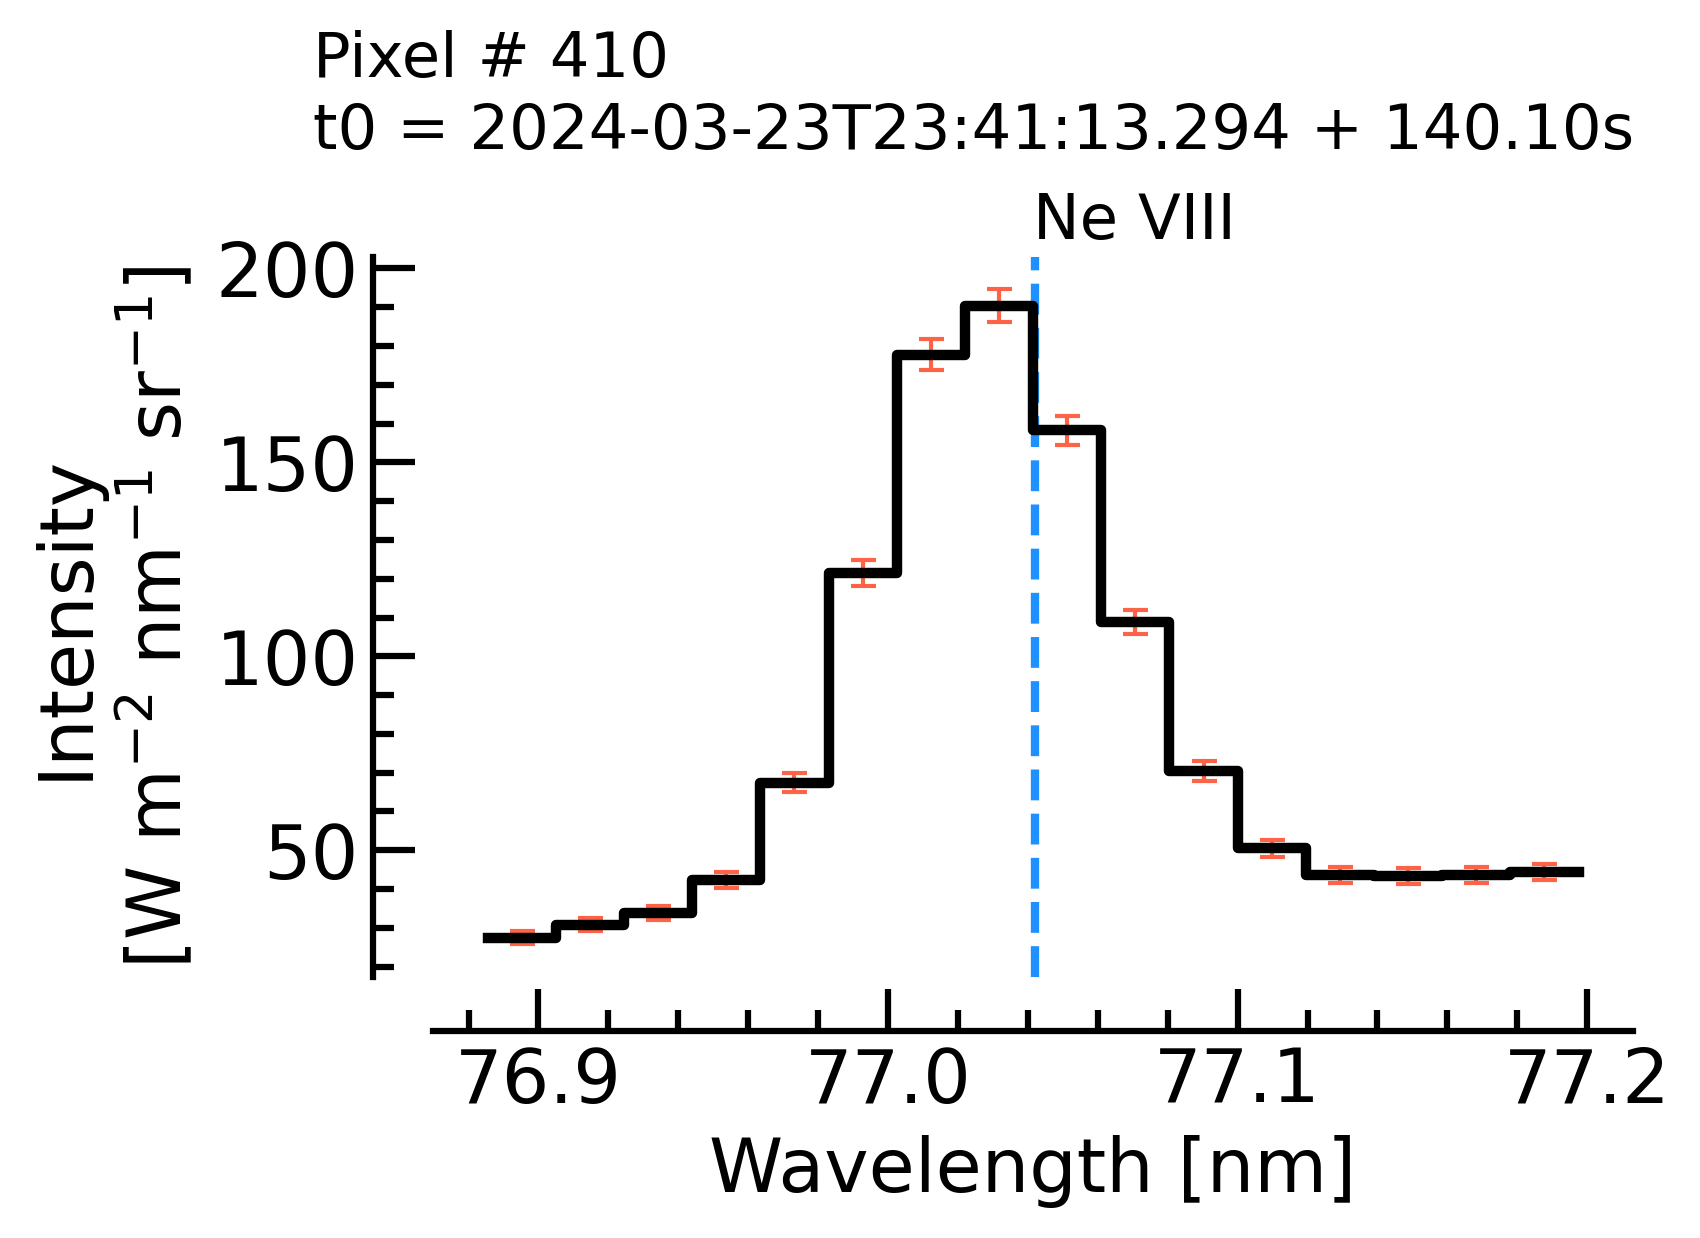 Pixel # 410
t0 = 2024-03-23T23:41:13.294 + 140.10s
Ne VIII
Intensity
[W m⁻² nm⁻¹ sr⁻¹]
200
150
100
50
76.9 77.0 77.1 77.2
Wavelength [nm]